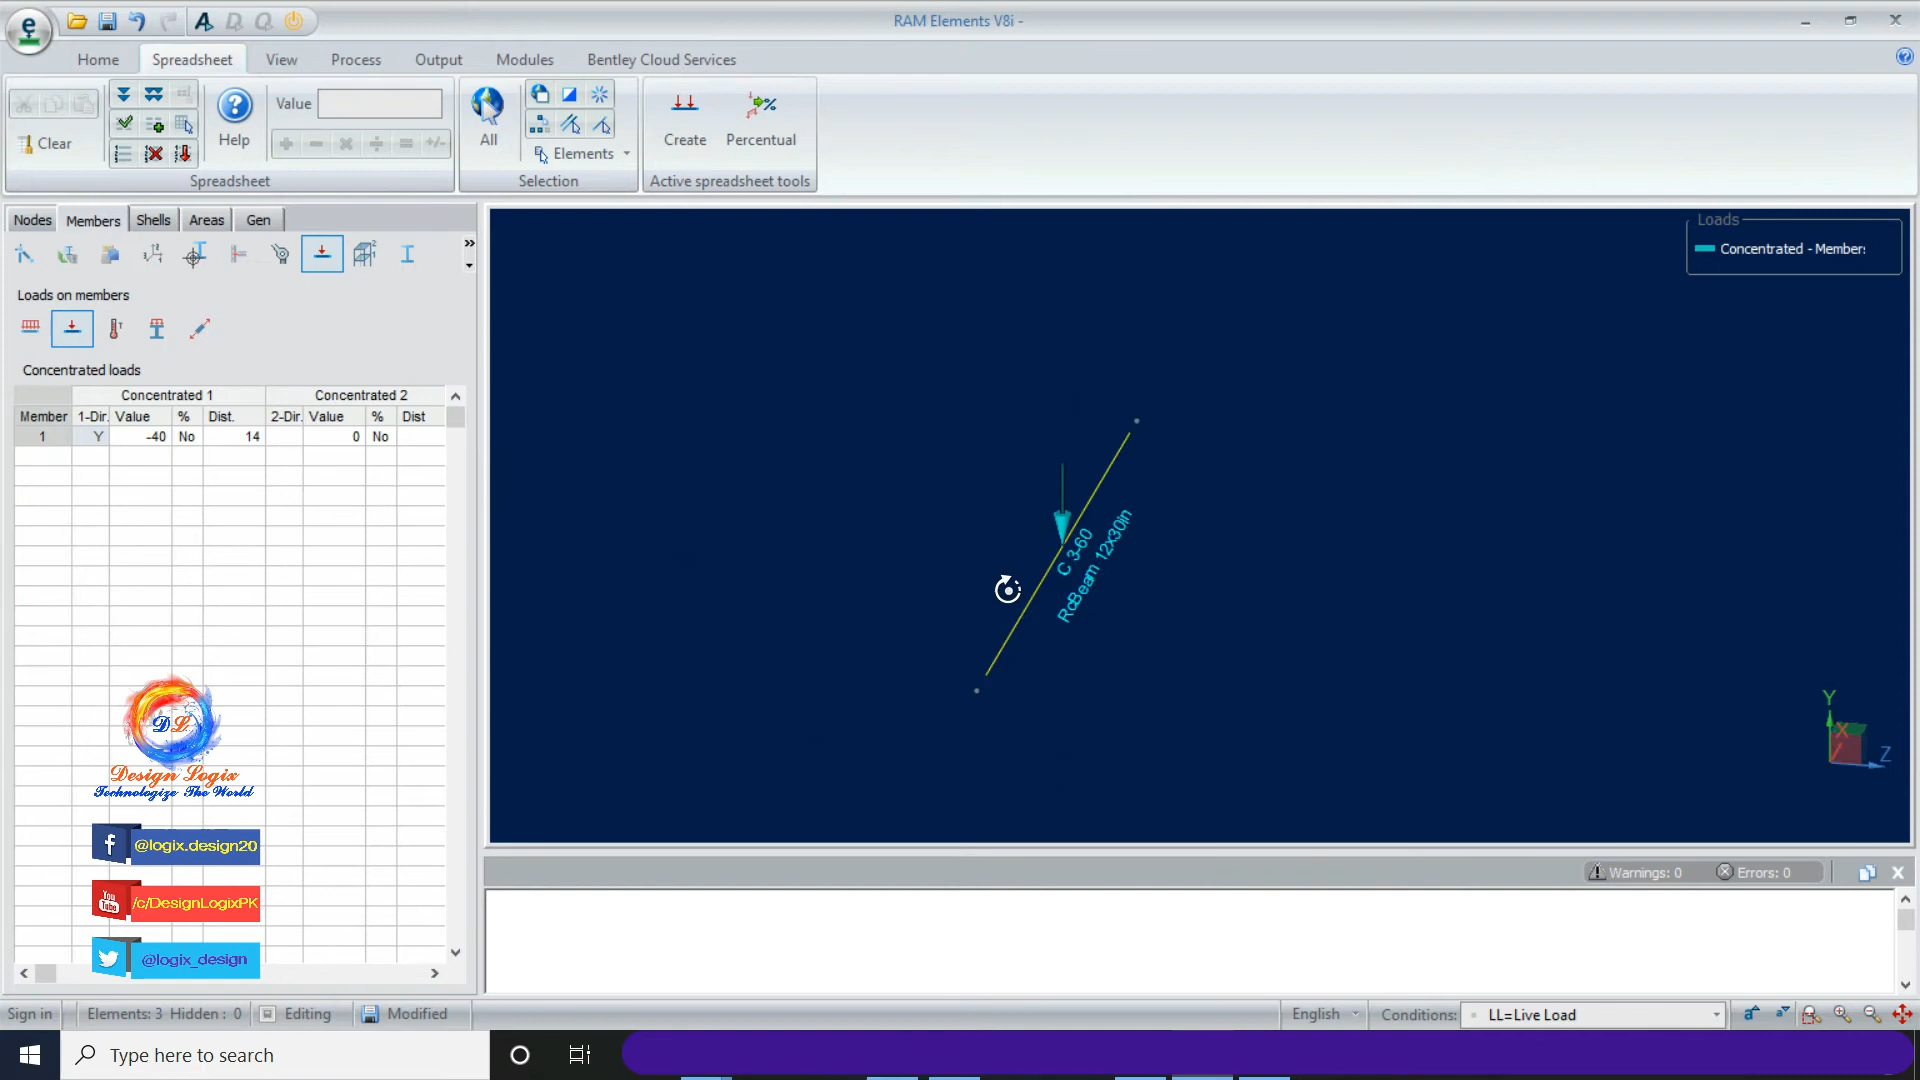 RAM Elements V8i -
Home Spreadsheet View Process Output Modules Bentley Cloud Services
Clear
Help
Value
Spreadsheet
All
Elements
Selection
Create Percentual
Active spreadsheet tools
Nodes Members Shells Areas Gen
Loads on members
Concentrated loads
Concentrated 1 Concentrated 2
Member 1-Dir. Value % Dist. 2-Dir. Value % Dist
1 Y -40 No 14 0 No
Loads
Concentrated - Members
C 3-60
RcBeam 12x30in
Y
X
Z
DL
Design Logix
Technologize The World
f @logix.design20
You Tube /c/DesignLogixPK
@logix_design
Warnings: 0 Errors: 0
Sign in Elements: 3 Hidden : 0 Editing Modified English Conditions: LL=Live Load
Type here to search